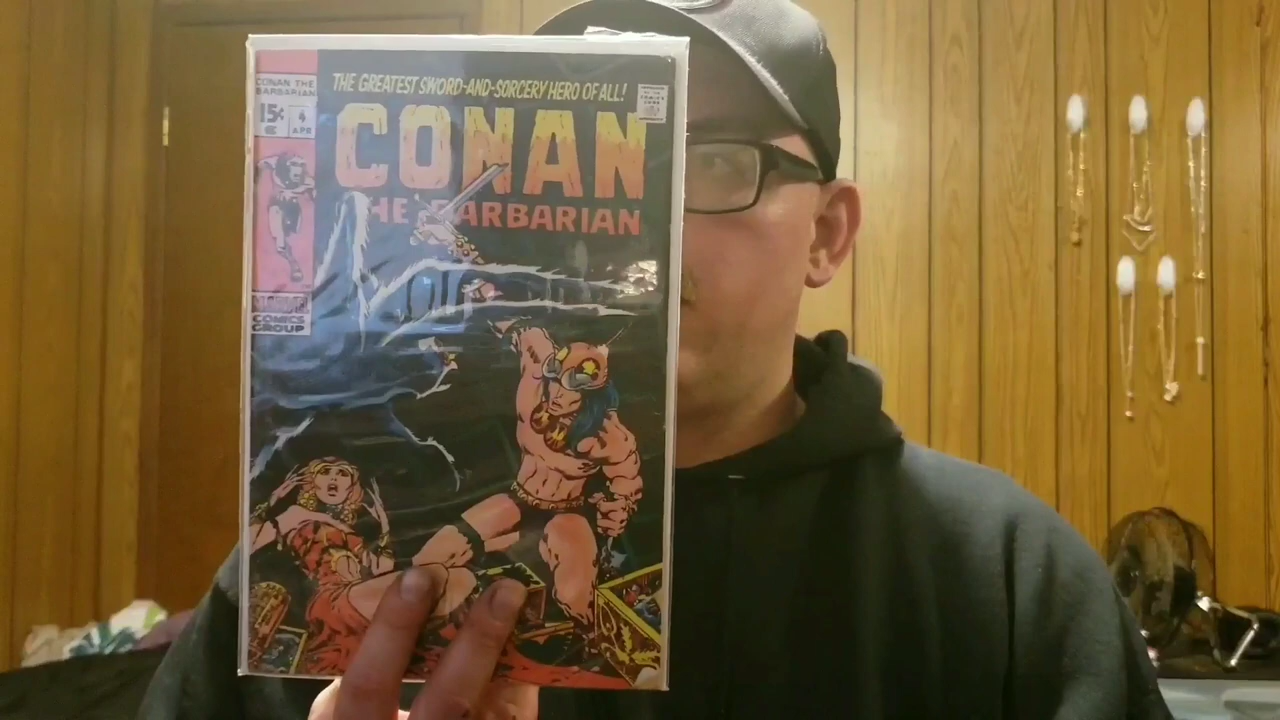 THE GREATEST SWORD-AND-SORCERY HERO OF ALL!
CONAN THE
BARBARIAN
15¢ 4
APR
CONAN
THE BARBARIAN
MARVEL
COMICS
GROUP